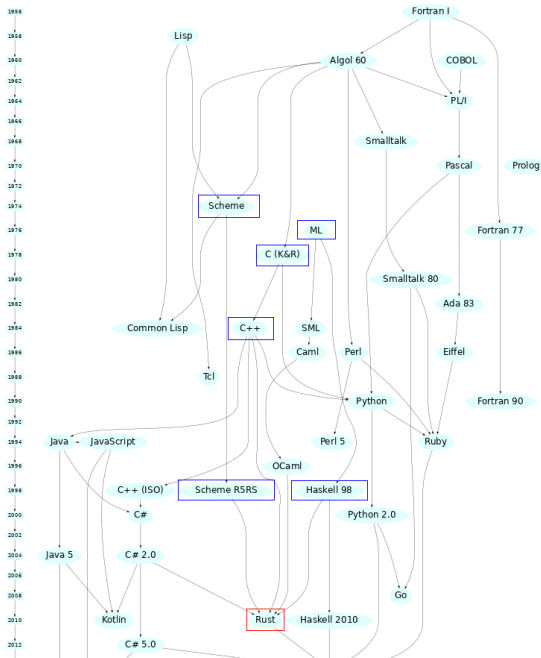 1956
Fortran I
1958
Lisp
1960
Algol 60
COBOL
1962
1964
PL/I
1966
1968
Smalltalk
1970
Pascal
Prolog
1972
1974
Scheme
1976
ML
Fortran 77
1978
C (K&R)
1980
Smalltalk 80
1982
Ada 83
1984
Common Lisp
C++
SML
1986
Caml
Perl
Eiffel
1988
Tcl
1990
Python
Fortran 90
1992
1994
Java - JavaScript
Perl 5
Ruby
1996
OCaml
1998
C++ (ISO)
Scheme R5RS
Haskell 98
2000
C#
Python 2.0
2002
2004
Java 5
C# 2.0
2006
2008
Go
2010
Kotlin
Rust
Haskell 2010
2012
C# 5.0